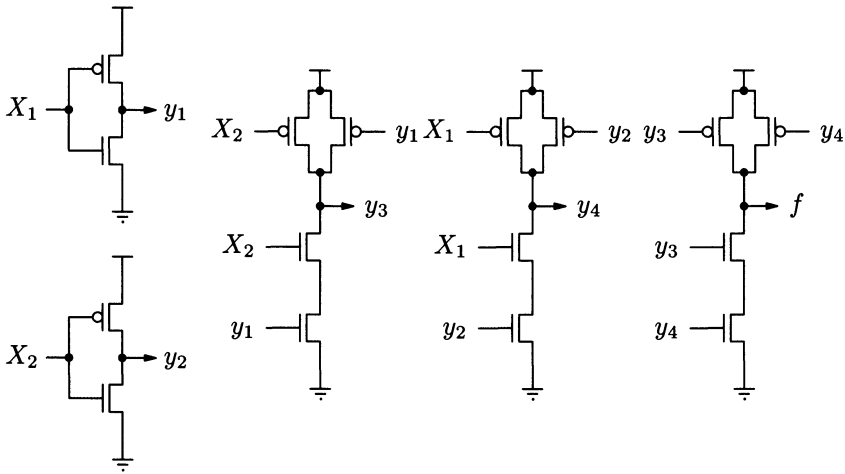 X₁
y₁
X₂
y₂
X₂
y₁
y₃
X₂
y₁
X₁
y₂
y₄
X₁
y₂
y₃
y₄
f
y₃
y₄